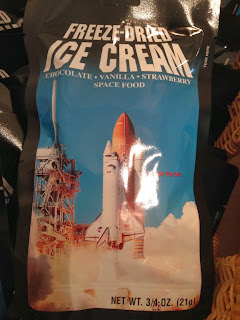 FREEZE-DRIED
ICE CREAM
CHOCOLATE • VANILLA • STRAWBERRY
SPACE FOOD
NET WT. 3/4 OZ. (21g)